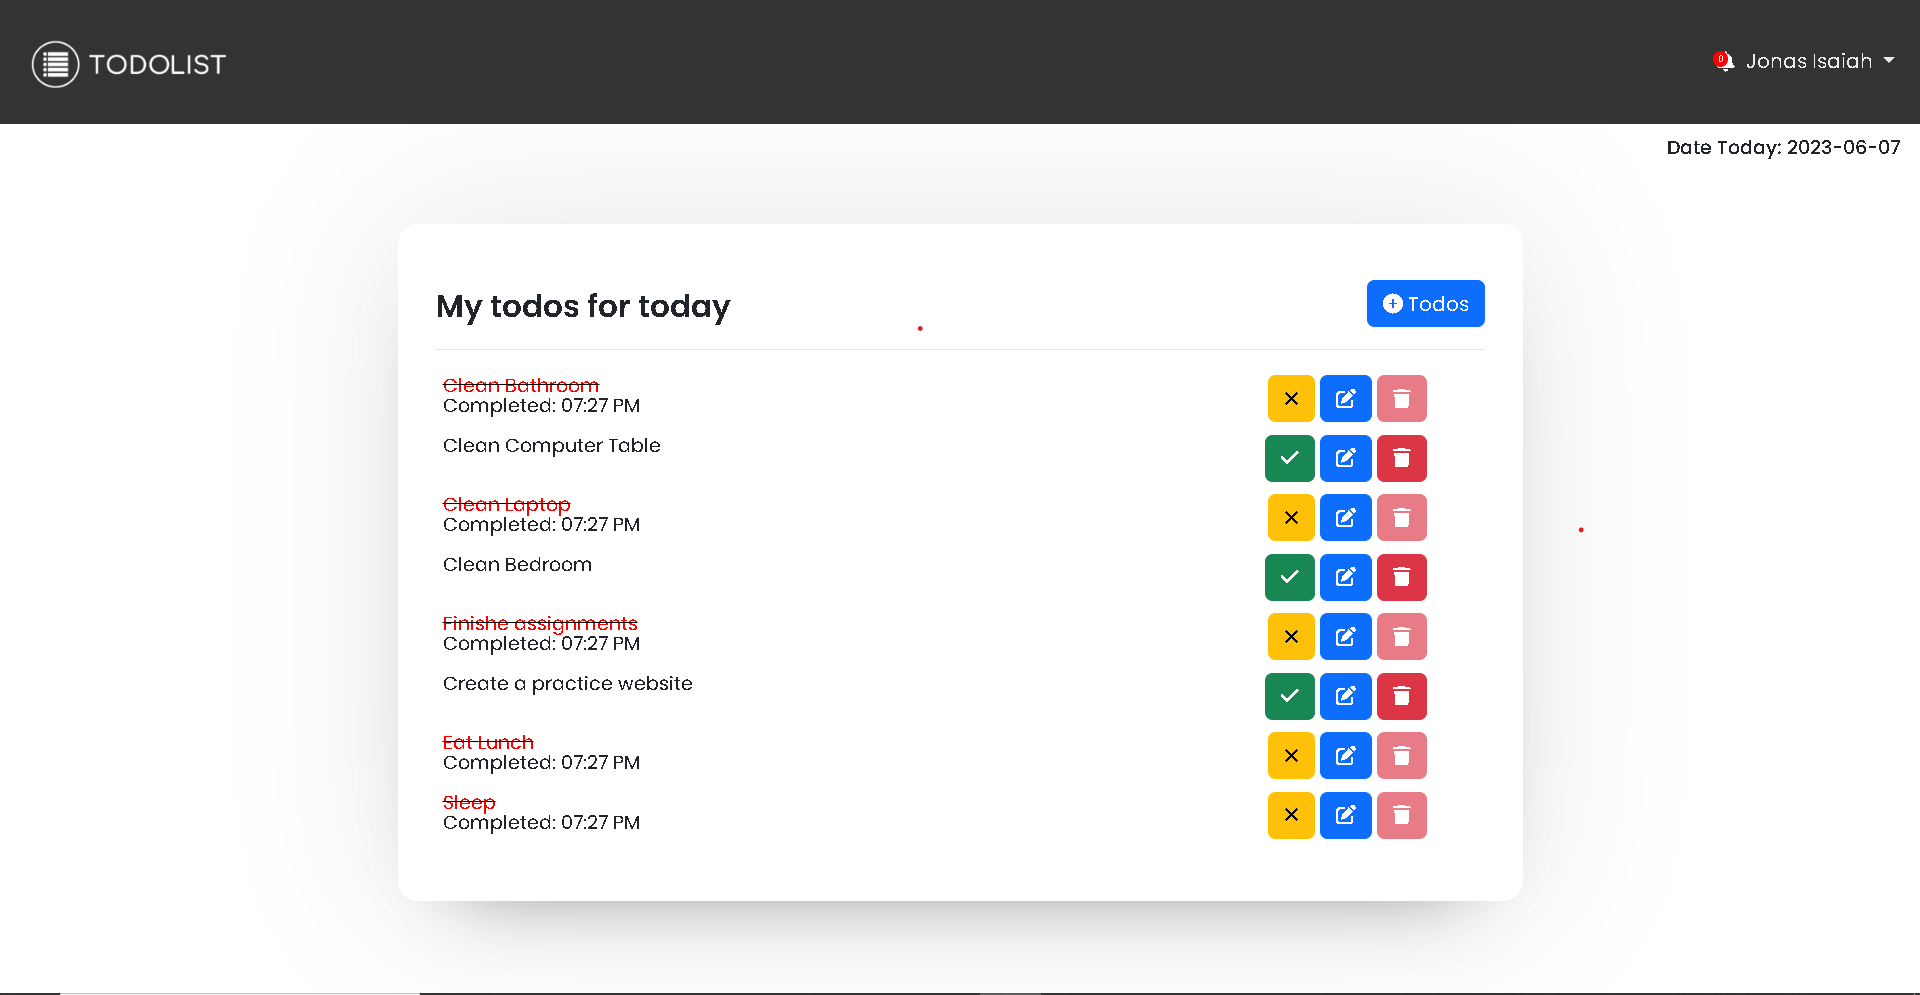 TODOLIST
0
Jonas Isaiah
Date Today: 2023-06-07
My todos for today
Todos
Clean Bathroom
Completed: 07:27 PM
Clean Computer Table
Clean Laptop
Completed: 07:27 PM
Clean Bedroom
Finishe assignments
Completed: 07:27 PM
Create a practice website
Eat Lunch
Completed: 07:27 PM
Sleep
Completed: 07:27 PM